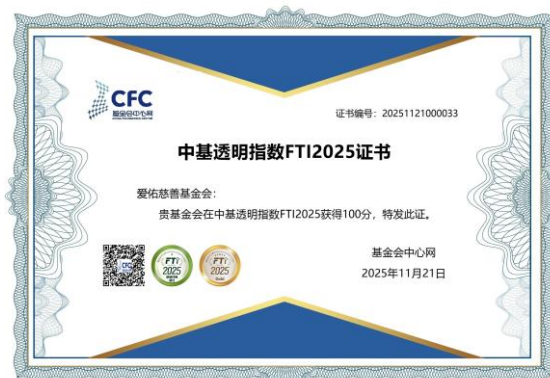 CFC
基金会中心网
证书编号：20251121000033
中基透明指数FTI2025证书
爱佑慈善基金会：
贵基金会在中基透明指数FTI2025获得100分，特发此证。
FTI
2025
FTI
2025
基金会中心网
2025年11月21日